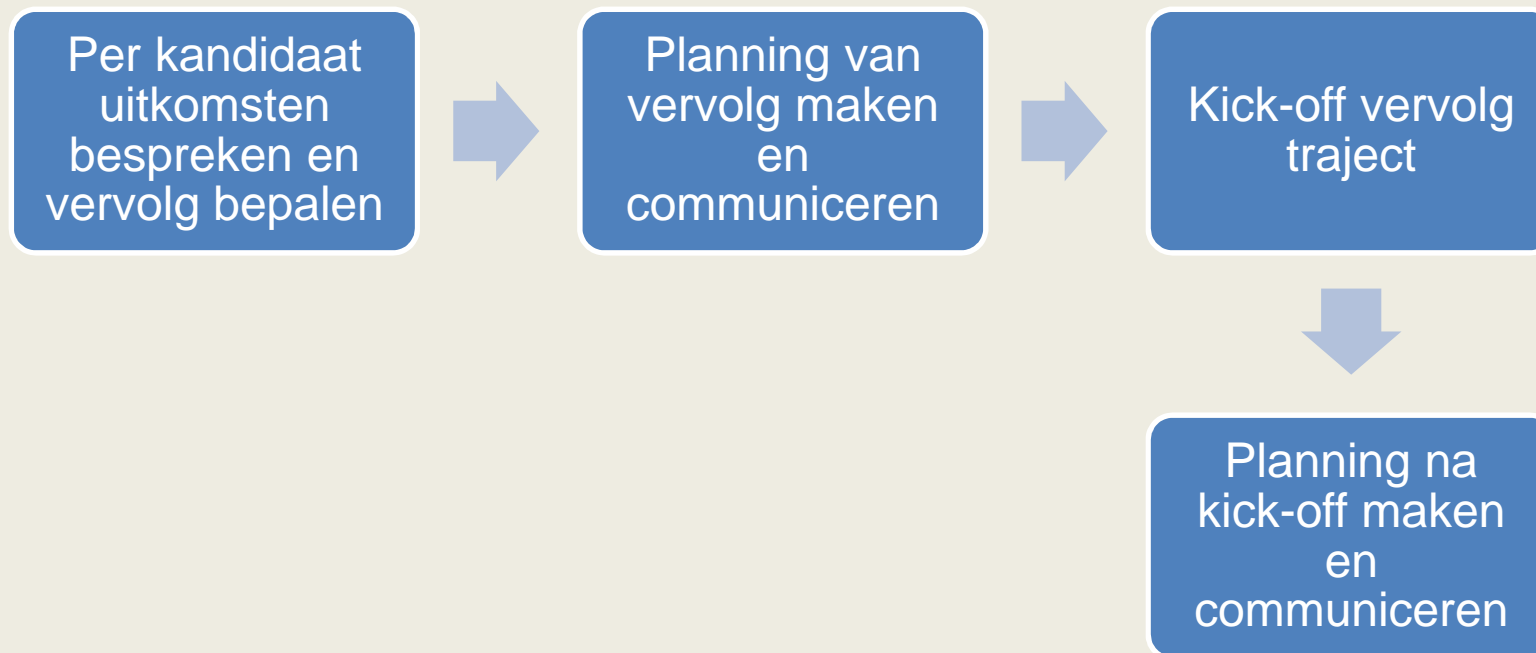 Per kandidaat
uitkomsten
bespreken en
vervolg bepalen
Planning van
vervolg maken
en
communiceren
Kick-off vervolg
traject
Planning na
kick-off maken
en
communiceren